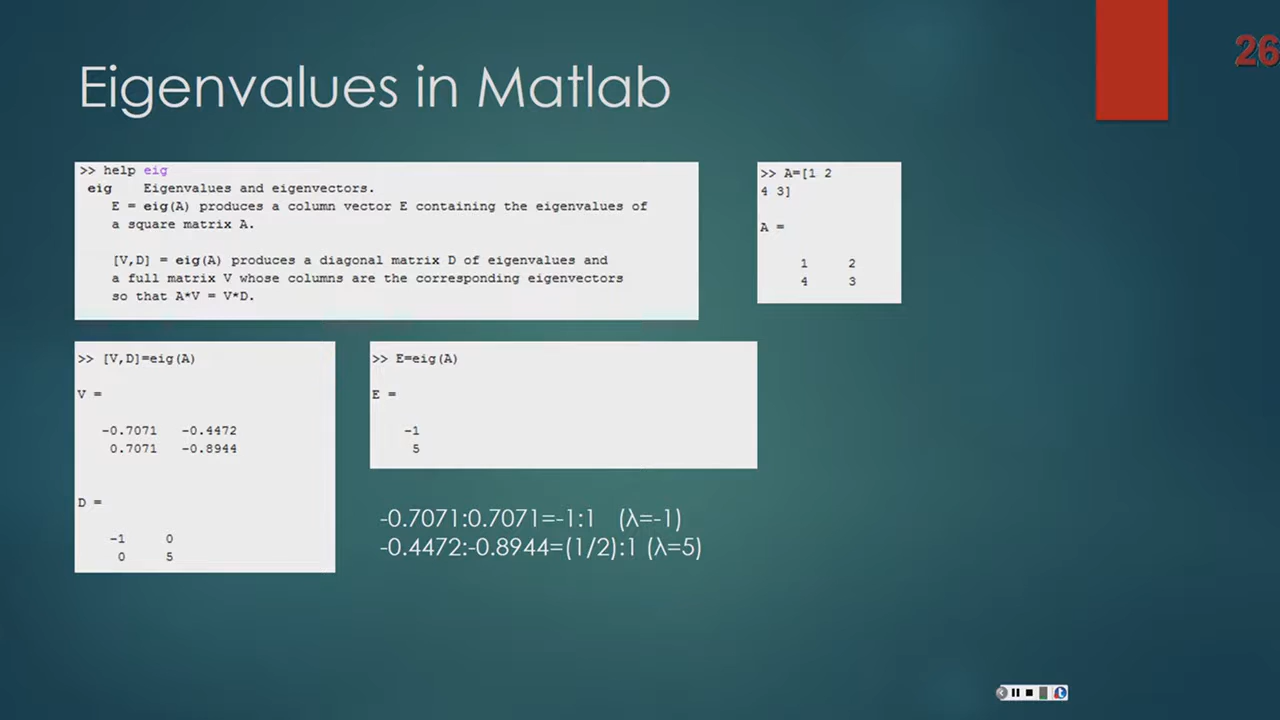 26
Eigenvalues in Matlab
>> help eig
eig    Eigenvalues and eigenvectors.
E = eig(A) produces a column vector E containing the eigenvalues of
a square matrix A.
[V,D] = eig(A) produces a diagonal matrix D of eigenvalues and
a full matrix V whose columns are the corresponding eigenvectors
so that A*V = V*D.
>> A=[1 2
4 3]
A =
1     2
4     3
>> [V,D]=eig(A)
V =
-0.7071   -0.4472
0.7071   -0.8944
D =
-1     0
0     5
>> E=eig(A)
E =
-1
5
-0.7071:0.7071=-1:1   (λ=-1)
-0.4472:-0.8944=(1/2):1 (λ=5)